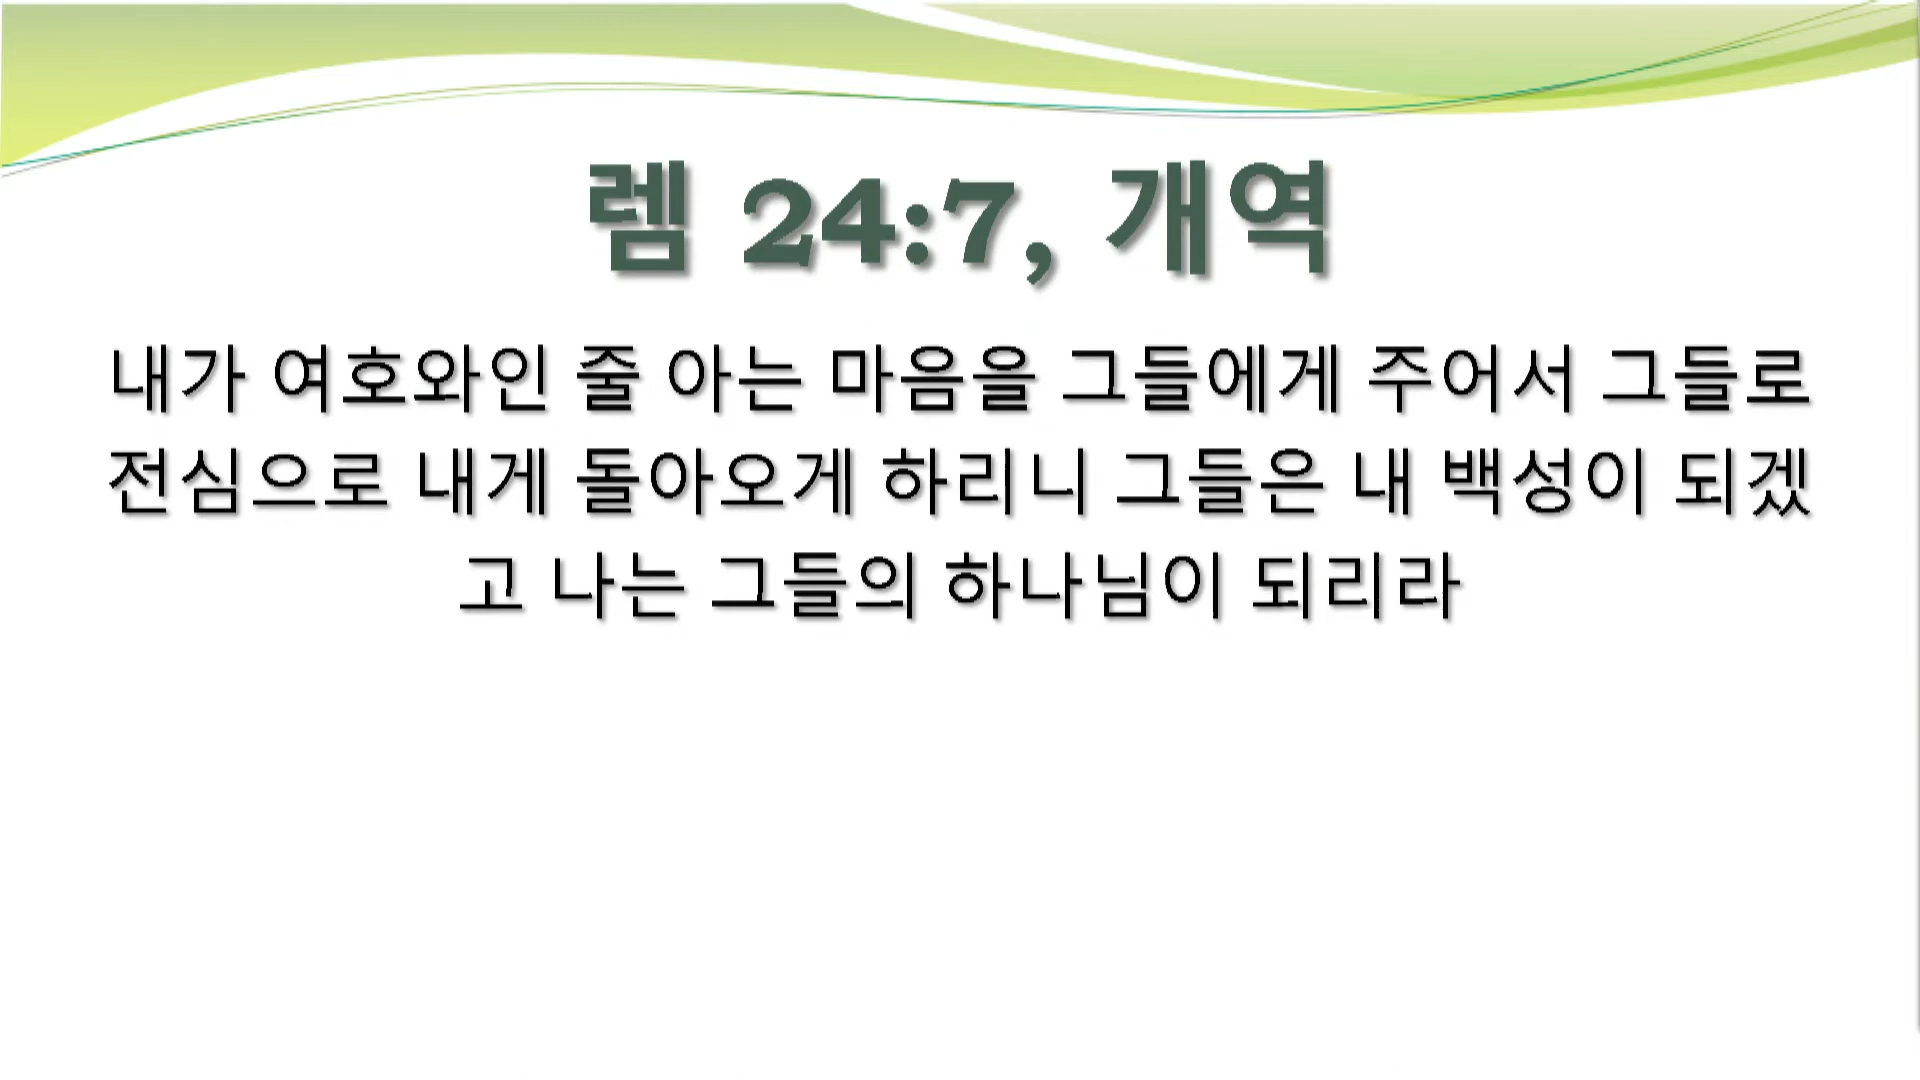 렘 24:7, 개역
내가 여호와인 줄 아는 마음을 그들에게 주어서 그들로
전심으로 내게 돌아오게 하리니 그들은 내 백성이 되겠
고 나는 그들의 하나님이 되리라